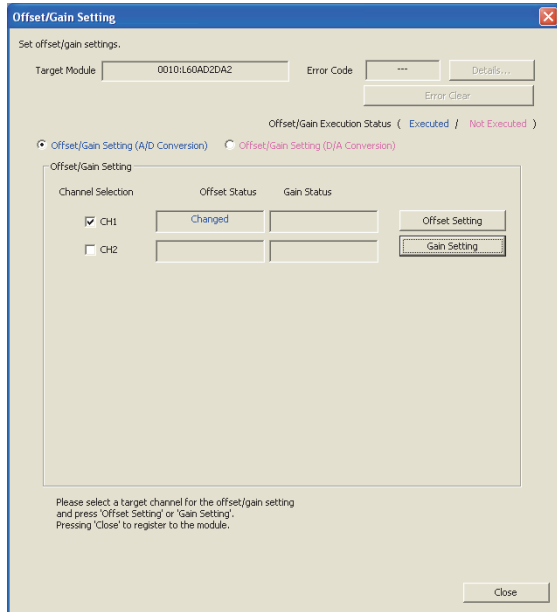 Offset/Gain Setting
Set offset/gain settings.
Target Module 0010:L60AD2DA2 Error Code --- Details...
Error Clear
Offset/Gain Execution Status ( Executed / Not Executed )
Offset/Gain Setting (A/D Conversion) Offset/Gain Setting (D/A Conversion)
Offset/Gain Setting
Channel Selection Offset Status Gain Status
CH1 Changed Offset Setting
CH2 Gain Setting
Please select a target channel for the offset/gain setting
and press 'Offset Setting' or 'Gain Setting'.
Pressing 'Close' to register to the module.
Close